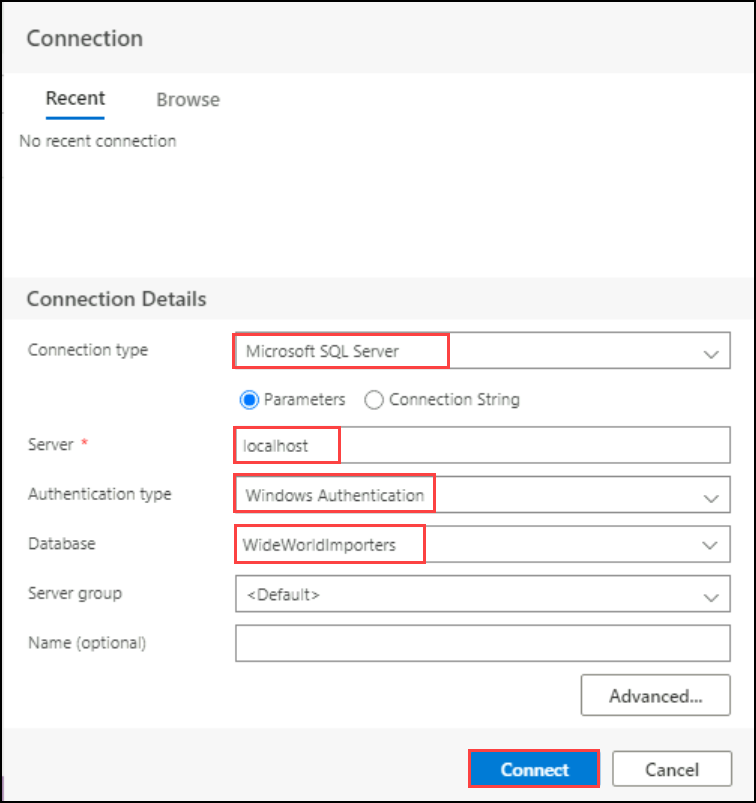 Connection
Recent Browse
No recent connection
Connection Details
Connection type Microsoft SQL Server
Parameters Connection String
Server * localhost
Authentication type Windows Authentication
Database WideWorldImporters
Server group <Default>
Name (optional)
Advanced...
Connect Cancel